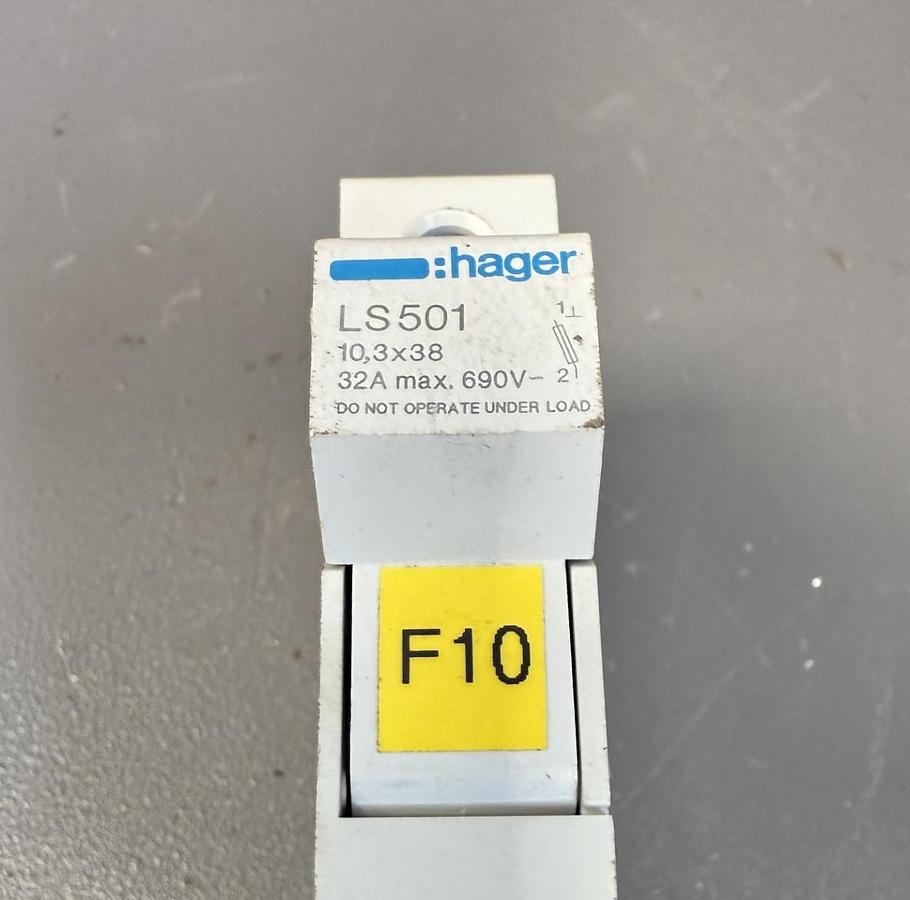 :hager
LS501
10,3x38
32A max. 690V~
DO NOT OPERATE UNDER LOAD
1
2
F10